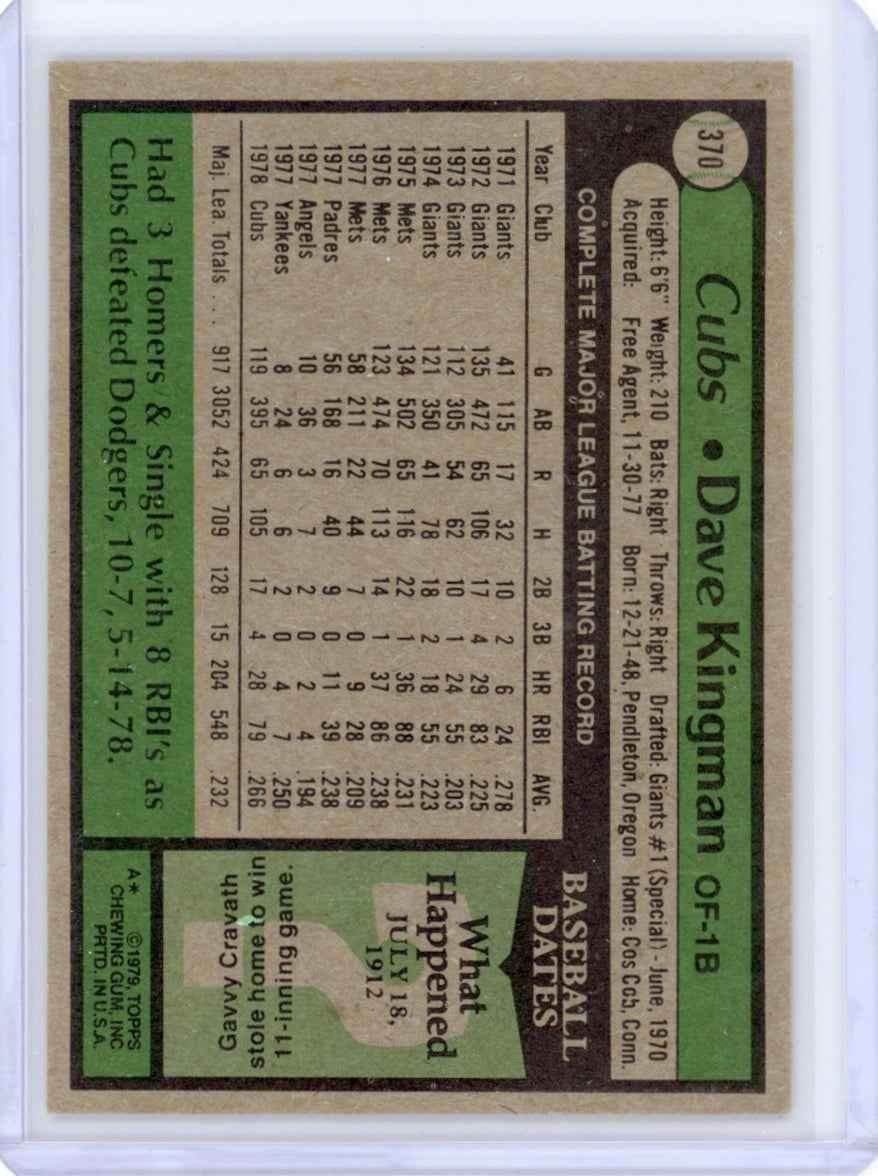 370
Cubs • Dave Kingman OF-1B
Height: 6'6" Weight: 210 Bats: Right Throws: Right Drafted: Giants #1 (Special) - June, 1970
Acquired: Free Agent, 11-30-77 Born: 12-21-48, Pendleton, Oregon Home: Cos Cob, Conn.
COMPLETE MAJOR LEAGUE BATTING RECORD
Year Club G AB R H 2B 3B HR RBI AVG.
1971 Giants 41 115 17 32 10 2 6 24 .278
1972 Giants 135 472 65 106 17 4 29 83 .225
1973 Giants 112 305 54 62 10 1 24 55 .203
1974 Giants 121 350 41 78 18 2 18 55 .223
1975 Mets 134 502 65 116 22 1 36 88 .231
1976 Mets 123 474 70 113 14 1 37 86 .238
1977 Mets 58 211 22 44 7 0 9 28 .209
1977 Padres 56 168 16 40 9 0 11 39 .238
1977 Angels 10 36 3 7 2 0 2 4 .194
1977 Yankees 8 24 6 6 2 0 4 7 .250
1978 Cubs 119 395 65 105 17 4 28 79 .266
Maj. Lea. Totals . . . 917 3052 424 709 128 15 204 548 .232
Had 3 Homers & Single with 8 RBI's as
Cubs defeated Dodgers, 10-7, 5-14-78.
BASEBALL
DATES
What
Happened
JULY 18,
1912
?
Gavvy Cravath
stole home to win
11-inning game.
A* ©1979, TOPPS
CHEWING GUM, INC
PRTD. IN U.S.A.